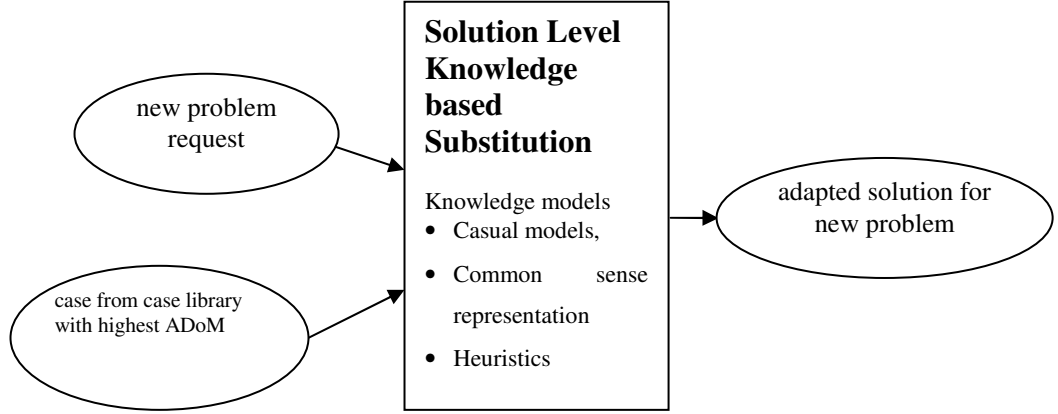 new problem
request
case from case library
with highest ADoM
Solution Level
Knowledge
based
Substitution
Knowledge models
• Casual models,
• Common sense
representation
• Heuristics
adapted solution for
new problem